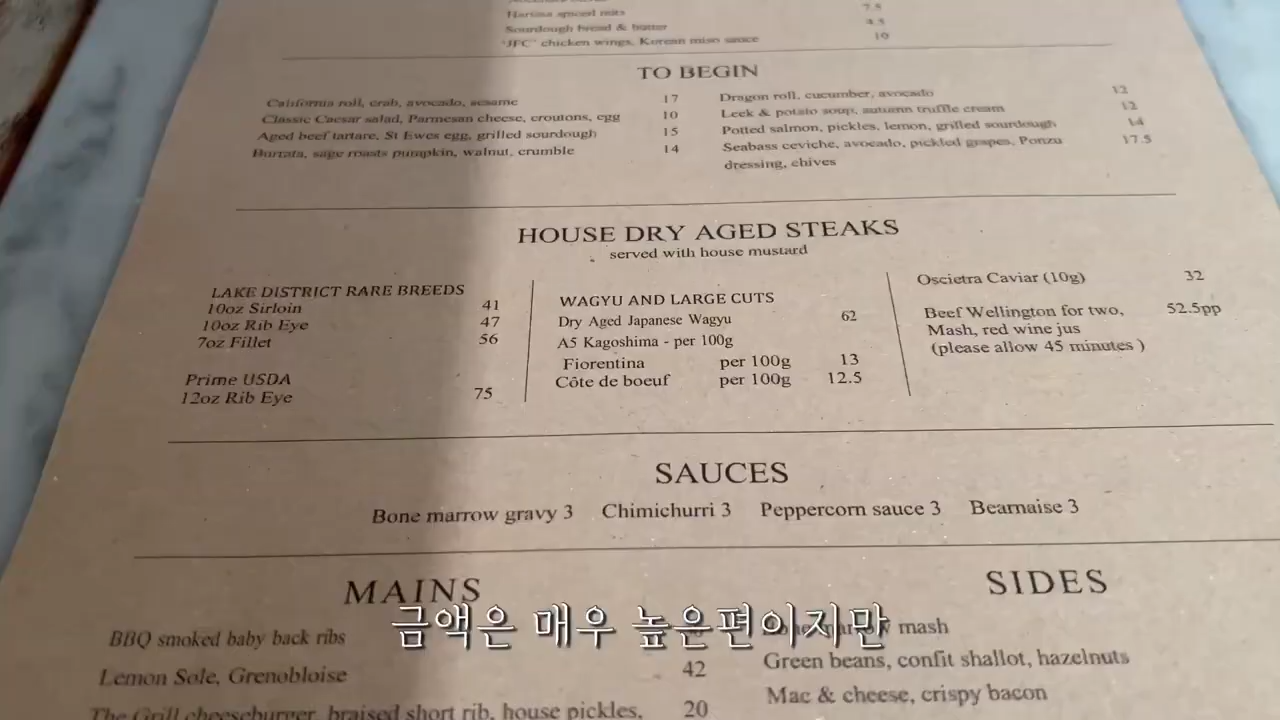 Harissa spiced nuts 7.5
Sourdough bread & butter 4.5
"JFC" chicken wings, Korean miso sauce 10
TO BEGIN
California roll, crab, avocado, sesame 17
Classic Caesar salad, Parmesan cheese, croutons, egg 10
Aged beef tartare, St Ewes egg, grilled sourdough 15
Burrata, sage roasts pumpkin, walnut, crumble 14
Dragon roll, cucumber, avocado 12
Leek & potato soup, autumn truffle cream 12
Potted salmon, pickles, lemon, grilled sourdough 14
Seabass ceviche, avocado, pickled grapes, Ponzu 17.5
dressing, chives
HOUSE DRY AGED STEAKS
served with house mustard
LAKE DISTRICT RARE BREEDS
10oz Sirloin 41
10oz Rib Eye 47
7oz Fillet 56
Prime USDA
12oz Rib Eye 75
WAGYU AND LARGE CUTS
Dry Aged Japanese Wagyu 62
A5 Kagoshima - per 100g
Fiorentina per 100g 13
Côte de boeuf per 100g 12.5
Oscietra Caviar (10g) 32
Beef Wellington for two, 52.5pp
Mash, red wine jus
(please allow 45 minutes )
SAUCES
Bone marrow gravy 3 Chimichurri 3 Peppercorn sauce 3 Bearnaise 3
MAINS
BBQ smoked baby back ribs
Lemon Sole, Grenobloise 42
The Grill cheeseburger, braised short rib, house pickles, 20
SIDES
mash
Green beans, confit shallot, hazelnuts
Mac & cheese, crispy bacon
금액은 매우 높은편이지만